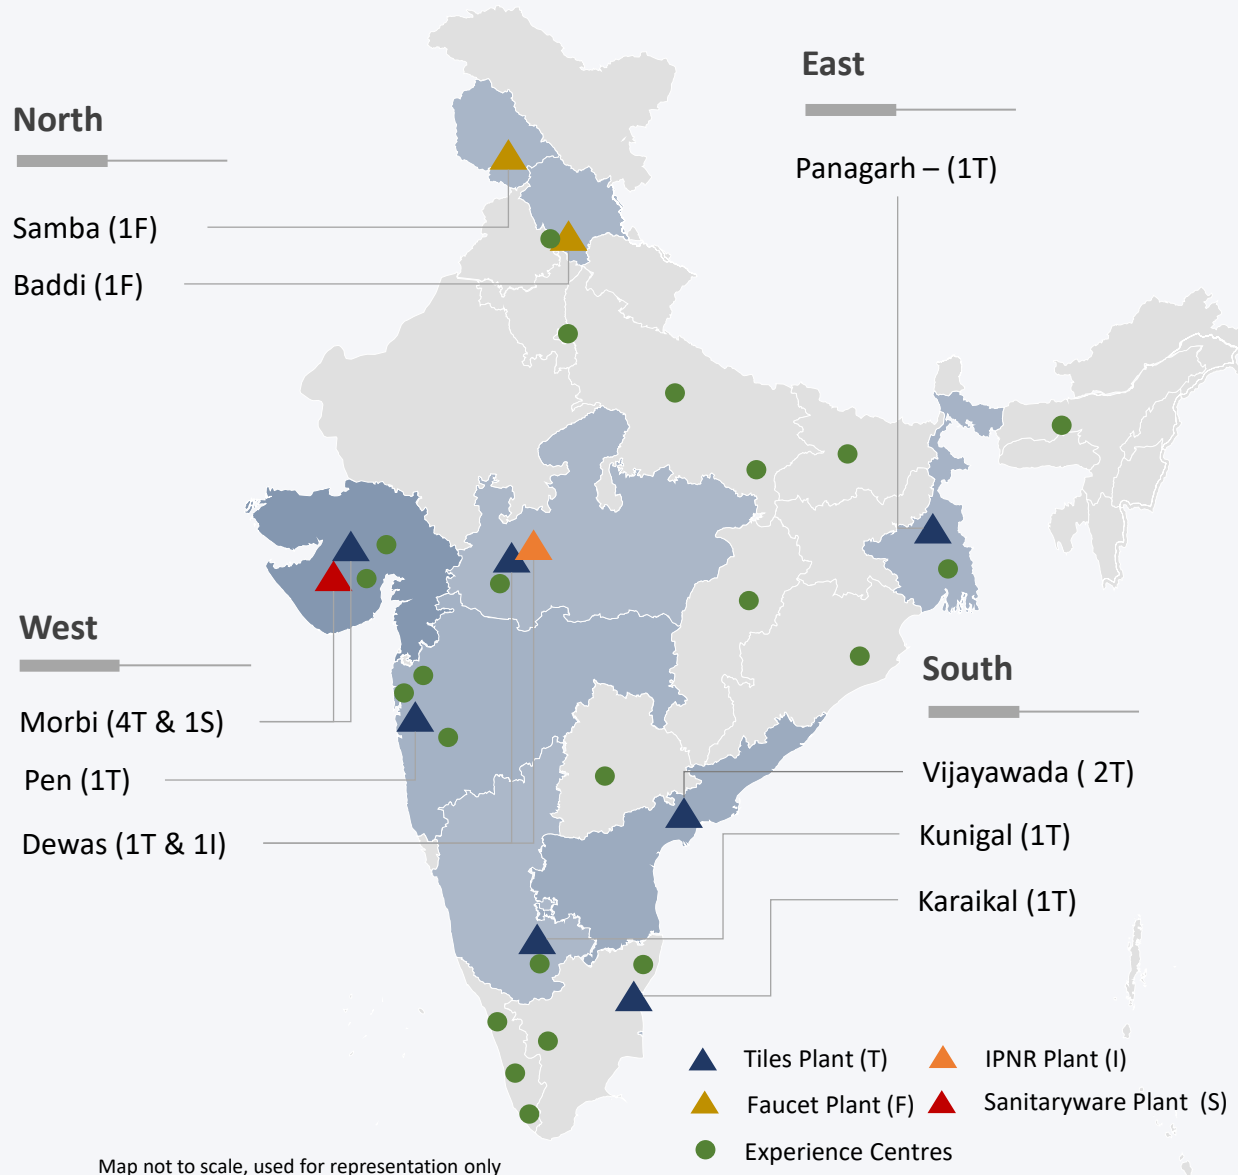 North
Samba (1F)
Baddi (1F)
East
Panagarh – (1T)
West
Morbi (4T & 1S)
Pen (1T)
Dewas (1T & 1I)
South
Vijayawada ( 2T)
Kunigal (1T)
Karaikal (1T)
Tiles Plant (T)
IPNR Plant (I)
Faucet Plant (F)
Sanitaryware Plant (S)
Experience Centres
Map not to scale, used for representation only